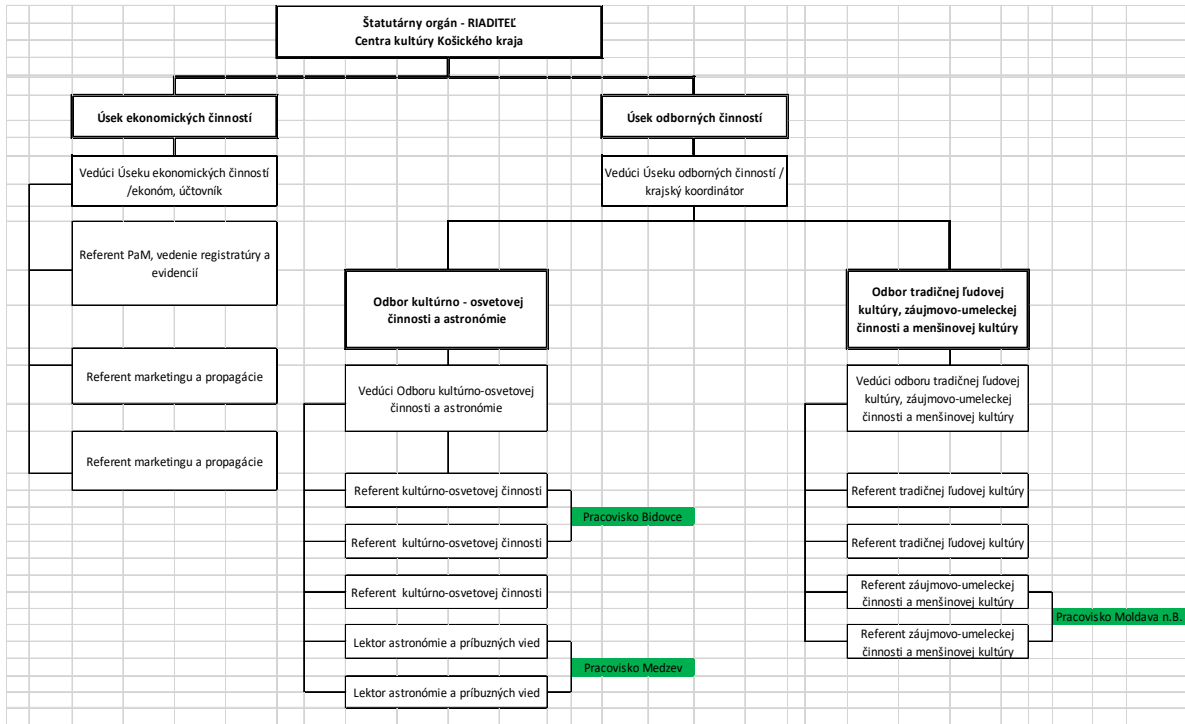 Štatutárny orgán - RIADITEĽ
Centra kultúry Košického kraja
Úsek ekonomických činností
Vedúci Úseku ekonomických činností
/ekonóm, účtovník
Referent PaM, vedenie registratúry a
evidencií
Referent marketingu a propagácie
Referent marketingu a propagácie
Úsek odborných činností
Vedúci Úseku odborných činností /
krajský koordinátor
Odbor kultúrno - osvetovej
činnosti a astronómie
Vedúci Odboru kultúrno-osvetovej
činnosti a astronómie
Referent kultúrno-osvetovej činnosti
Referent kultúrno-osvetovej činnosti
Pracovisko Bidovce
Referent kultúrno-osvetovej činnosti
Lektor astronómie a príbuzných vied
Lektor astronómie a príbuzných vied
Pracovisko Medzev
Odbor tradičnej ľudovej
kultúry, záujmovo-umeleckej
činnosti a menšinovej kultúry
Vedúci odboru tradičnej ľudovej
kultúry, záujmovo-umeleckej
činnosti a menšinovej kultúry
Referent tradičnej ľudovej kultúry
Referent tradičnej ľudovej kultúry
Referent záujmovo-umeleckej
činnosti a menšinovej kultúry
Referent záujmovo-umeleckej
činnosti a menšinovej kultúry
Pracovisko Moldava n.B.